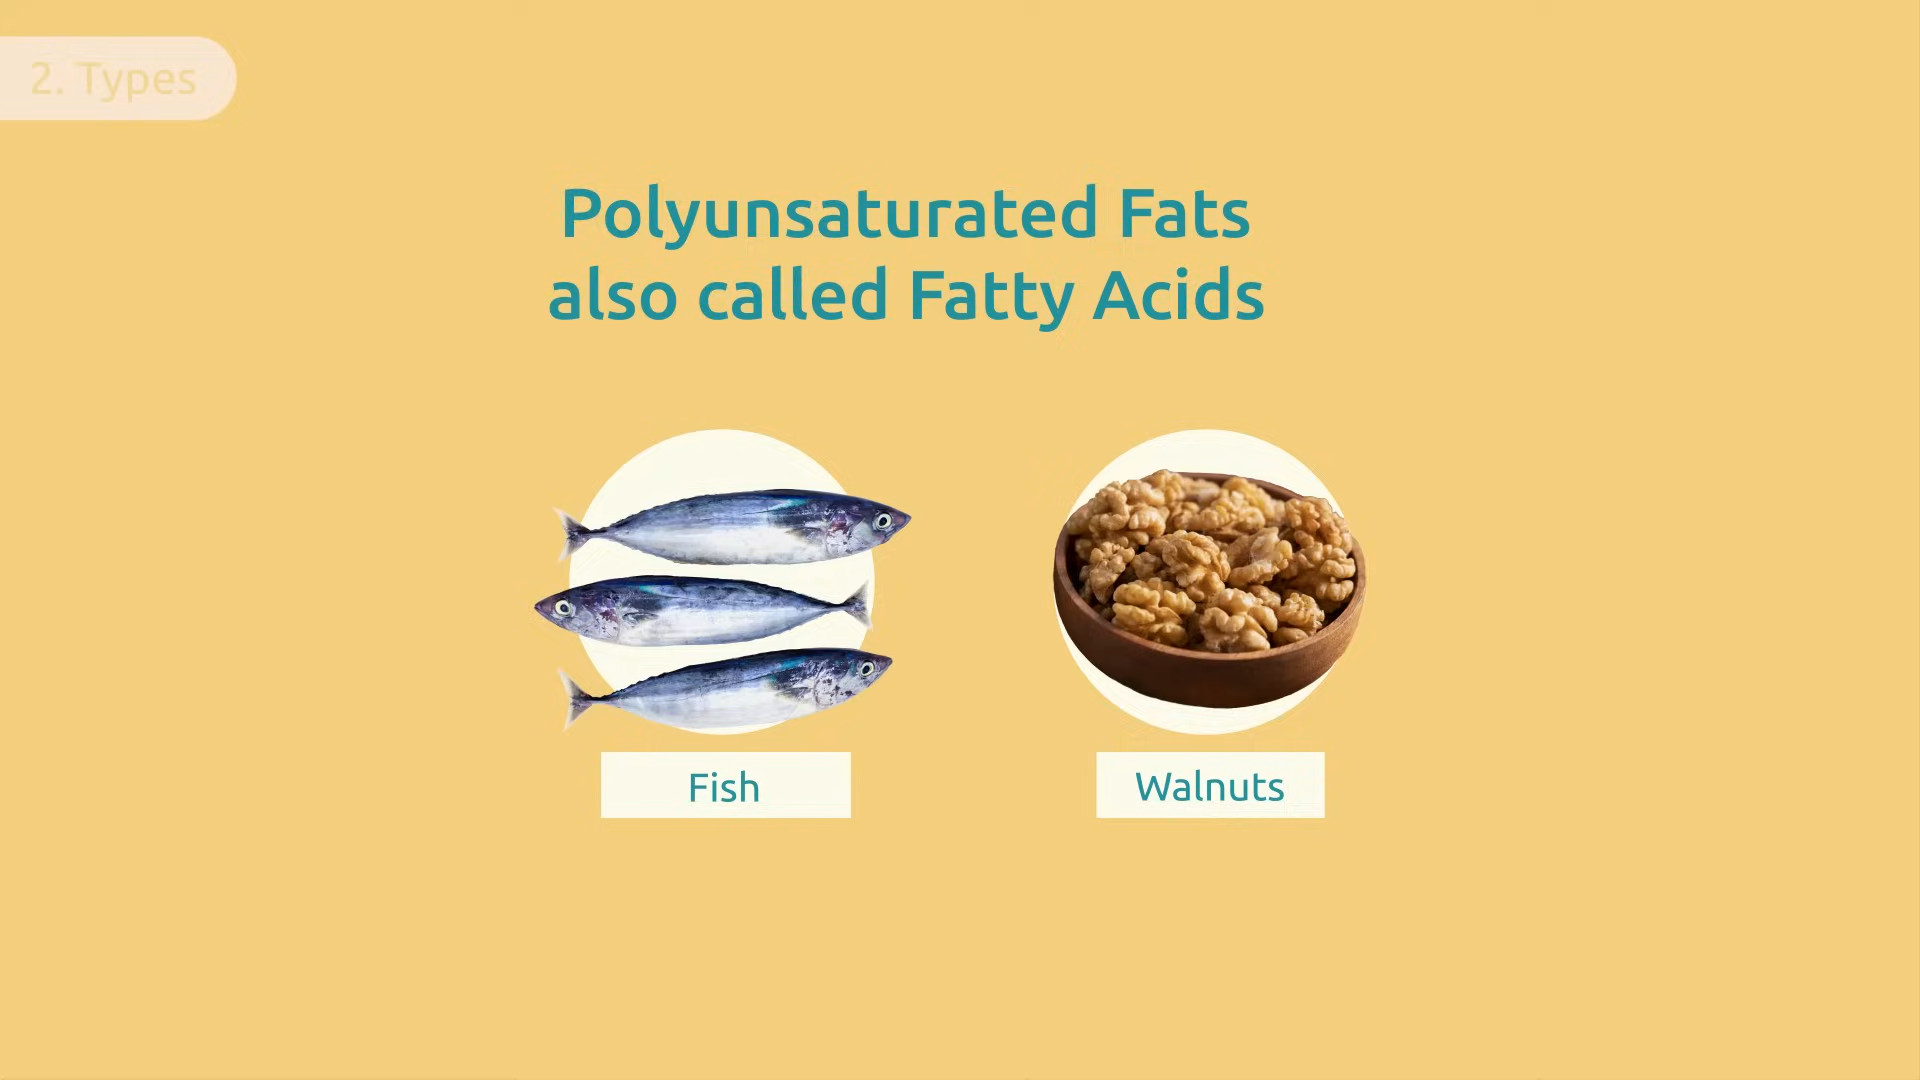 2. Types
Polyunsaturated Fats
also called Fatty Acids
Fish
Walnuts